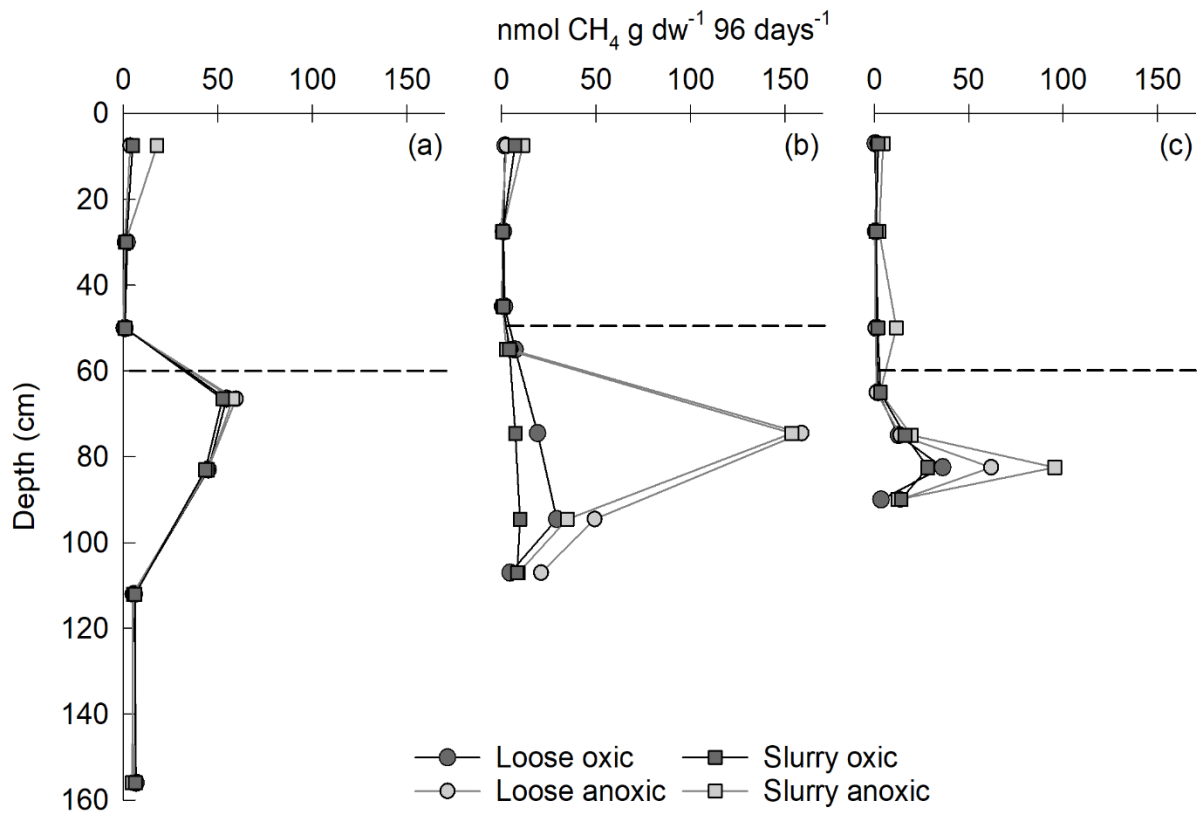 nmol CH4 g dw-1 96 days-1
0 50 100 150 0 50 100 150 0 50 100 150
0
(a) (b) (c)
20
40
60
80
100
120
140
160
Depth (cm)
Loose oxic Slurry oxic
Loose anoxic Slurry anoxic